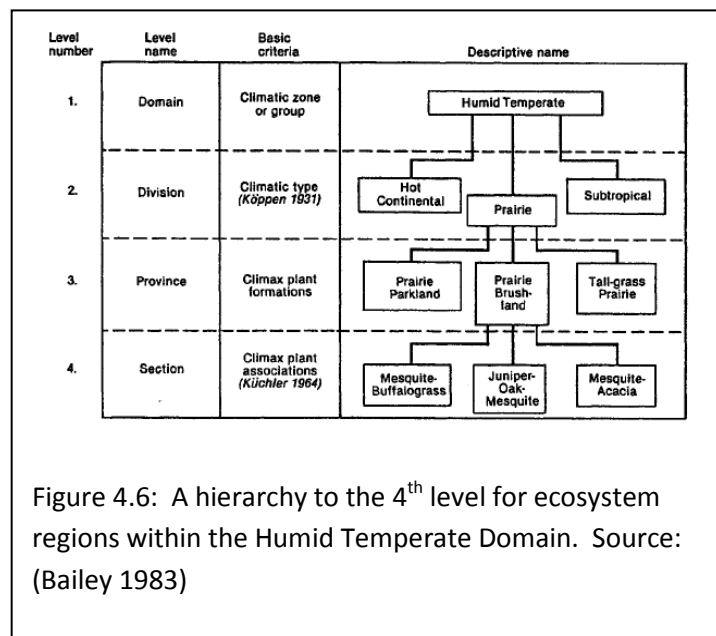 Level number
Level name
Basic criteria
Descriptive name
1.
Domain
Climatic zone
or group
Humid Temperate
2.
Division
Climatic type
(Köppen 1931)
Hot
Continental
Prairie
Subtropical
3.
Province
Climax plant
formations
Prairie
Parkland
Prairie
Brush-
land
Tall-grass
Prairie
4.
Section
Climax plant
associations
(Küchler 1964)
Mesquite-
Buffalograss
Juniper-
Oak-
Mesquite
Mesquite-
Acacia
Figure 4.6: A hierarchy to the 4th level for ecosystem
regions within the Humid Temperate Domain. Source:
(Bailey 1983)